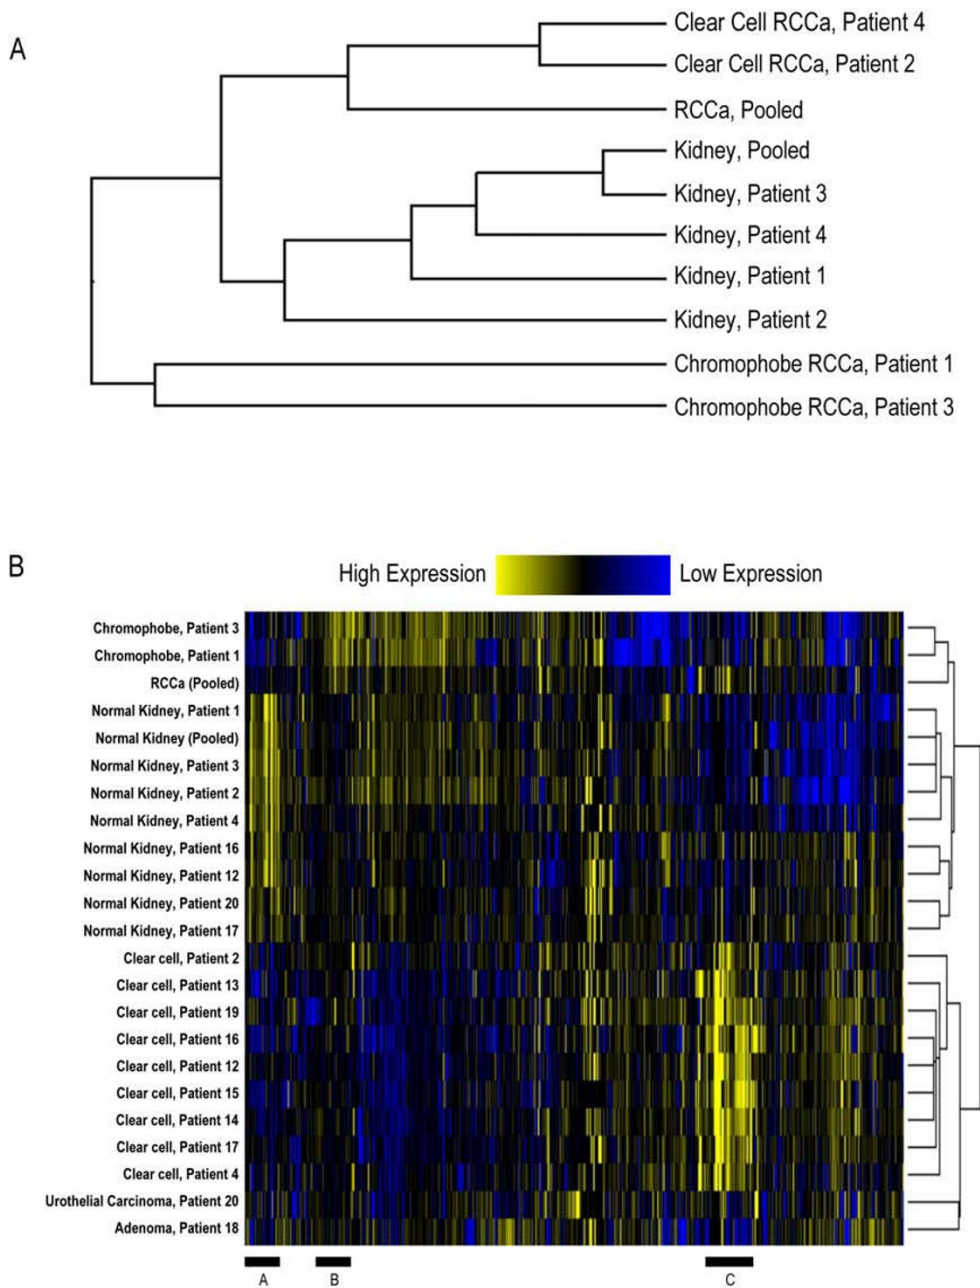 A
Clear Cell RCCa, Patient 4
Clear Cell RCCa, Patient 2
RCCa, Pooled
Kidney, Pooled
Kidney, Patient 3
Kidney, Patient 4
Kidney, Patient 1
Kidney, Patient 2
Chromophobe RCCa, Patient 1
Chromophobe RCCa, Patient 3
B
High Expression Low Expression
Chromophobe, Patient 3
Chromophobe, Patient 1
RCCa (Pooled)
Normal Kidney, Patient 1
Normal Kidney (Pooled)
Normal Kidney, Patient 3
Normal Kidney, Patient 2
Normal Kidney, Patient 4
Normal Kidney, Patient 16
Normal Kidney, Patient 12
Normal Kidney, Patient 20
Normal Kidney, Patient 17
Clear cell, Patient 2
Clear cell, Patient 13
Clear cell, Patient 19
Clear cell, Patient 16
Clear cell, Patient 12
Clear cell, Patient 15
Clear cell, Patient 14
Clear cell, Patient 17
Clear cell, Patient 4
Urothelial Carcinoma, Patient 20
Adenoma, Patient 18
A B C